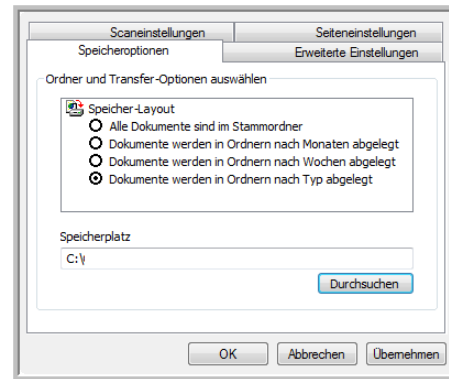 Scaneinstellungen
Seiteneinstellungen
Speicheroptionen
Erweiterte Einstellungen
Ordner und Transfer-Optionen auswählen
Speicher-Layout
Alle Dokumente sind im Stammordner
Dokumente werden in Ordnern nach Monaten abgelegt
Dokumente werden in Ordnern nach Wochen abgelegt
Dokumente werden in Ordnern nach Typ abgelegt
Speicherplatz
C:\
Durchsuchen
OK
Abbrechen
Übernehmen